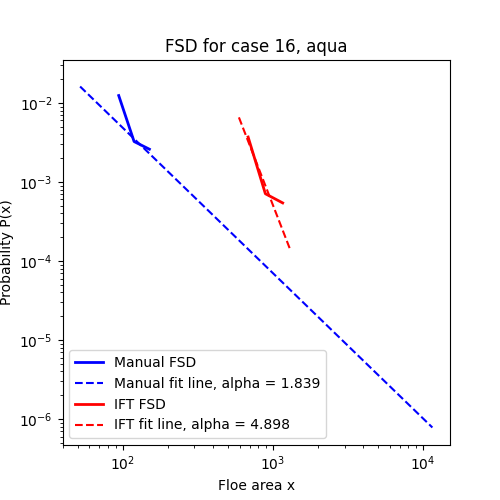 FSD for case 16, aqua
Probability P(x)
10⁻²
10⁻³
10⁻⁴
10⁻⁵
10⁻⁶
Manual FSD
Manual fit line, alpha = 1.839
IFT FSD
IFT fit line, alpha = 4.898
10² 10³ 10⁴
Floe area x